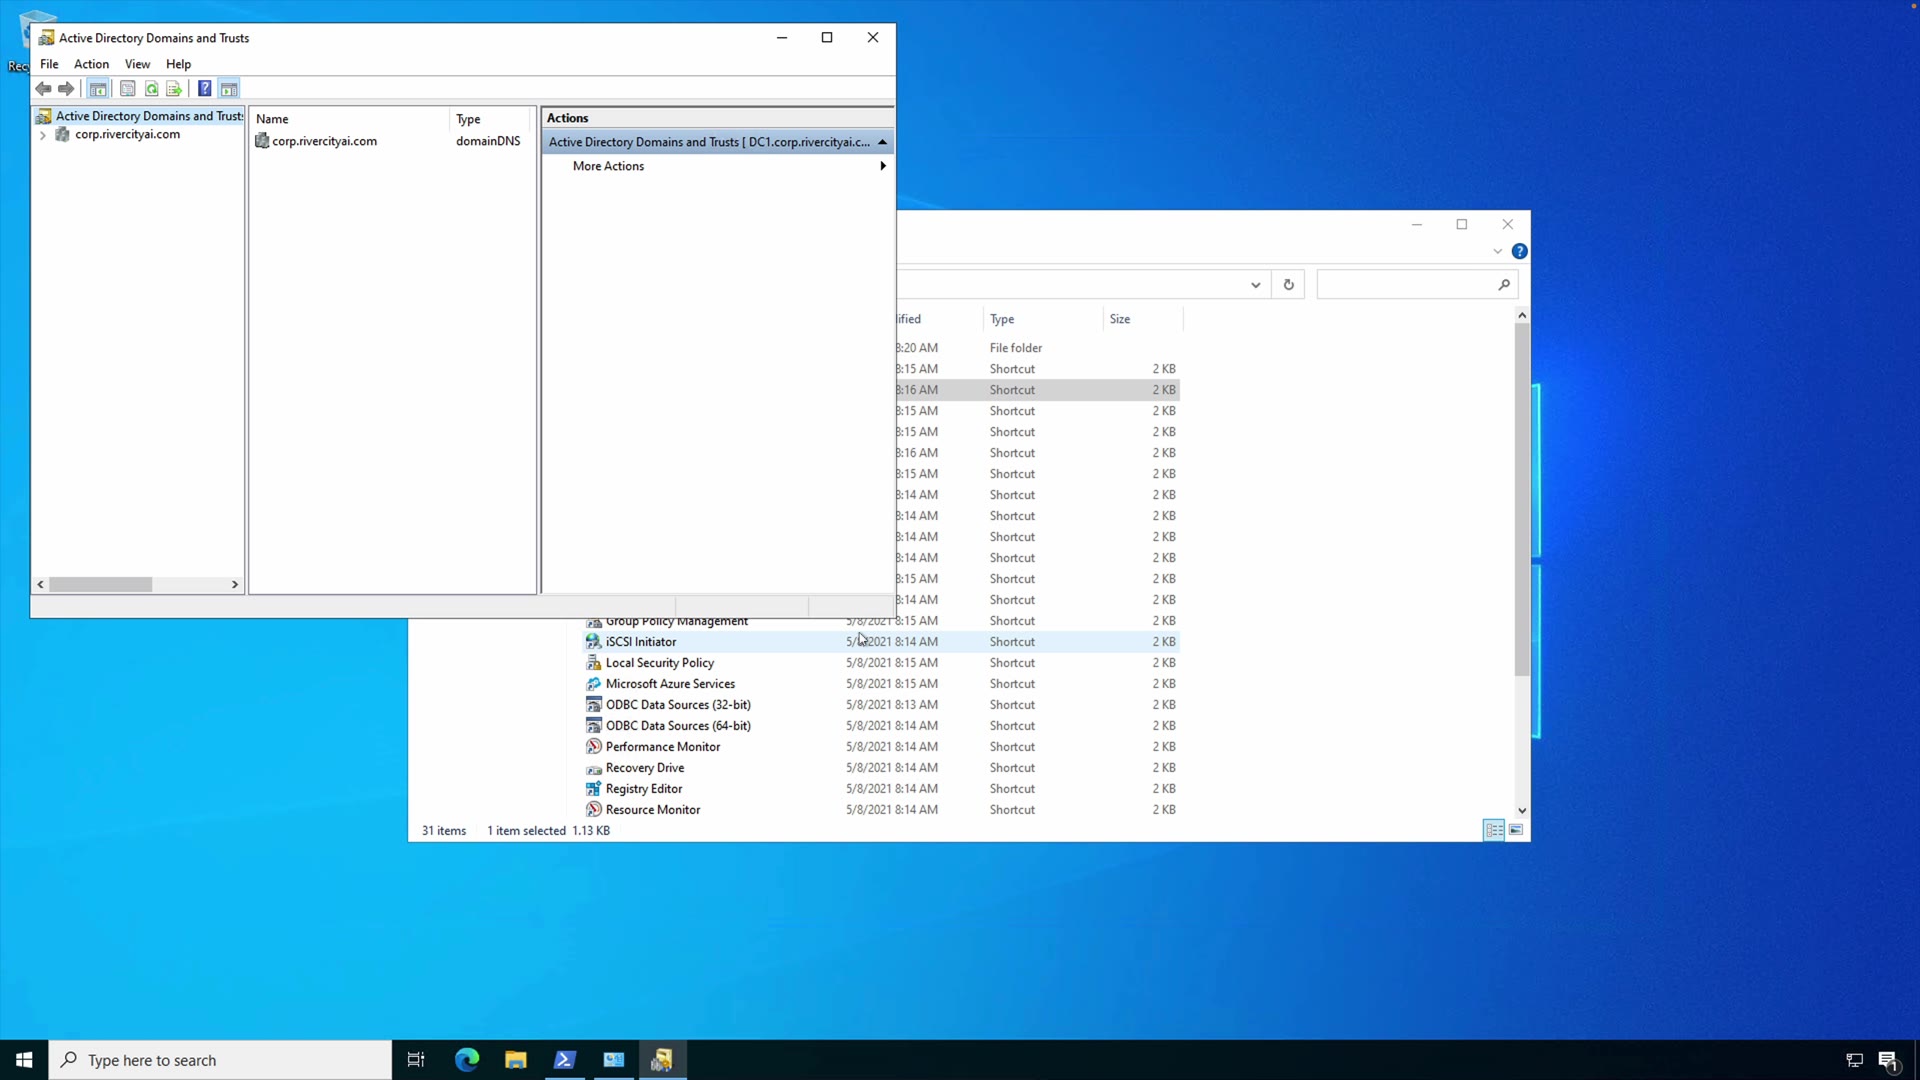 Active Directory Domains and Trusts
File Action View Help
Active Directory Domains and Trusts
corp.rivercityai.com
Name Type
corp.rivercityai.com domainDNS
Actions
Active Directory Domains and Trusts [ DC1.corp.rivercityai.c...
More Actions
Rec
ified Type Size
8:20 AM File folder
8:15 AM Shortcut 2 KB
8:16 AM Shortcut 2 KB
8:15 AM Shortcut 2 KB
8:15 AM Shortcut 2 KB
8:16 AM Shortcut 2 KB
8:15 AM Shortcut 2 KB
8:14 AM Shortcut 2 KB
8:14 AM Shortcut 2 KB
8:14 AM Shortcut 2 KB
8:14 AM Shortcut 2 KB
8:15 AM Shortcut 2 KB
8:14 AM Shortcut 2 KB
Group Policy Management 5/8/2021 8:15 AM Shortcut 2 KB
iSCSI Initiator 5/8/2021 8:14 AM Shortcut 2 KB
Local Security Policy 5/8/2021 8:15 AM Shortcut 2 KB
Microsoft Azure Services 5/8/2021 8:15 AM Shortcut 2 KB
ODBC Data Sources (32-bit) 5/8/2021 8:13 AM Shortcut 2 KB
ODBC Data Sources (64-bit) 5/8/2021 8:14 AM Shortcut 2 KB
Performance Monitor 5/8/2021 8:14 AM Shortcut 2 KB
Recovery Drive 5/8/2021 8:14 AM Shortcut 2 KB
Registry Editor 5/8/2021 8:14 AM Shortcut 2 KB
Resource Monitor 5/8/2021 8:14 AM Shortcut 2 KB
31 items 1 item selected 1.13 KB
Type here to search
1